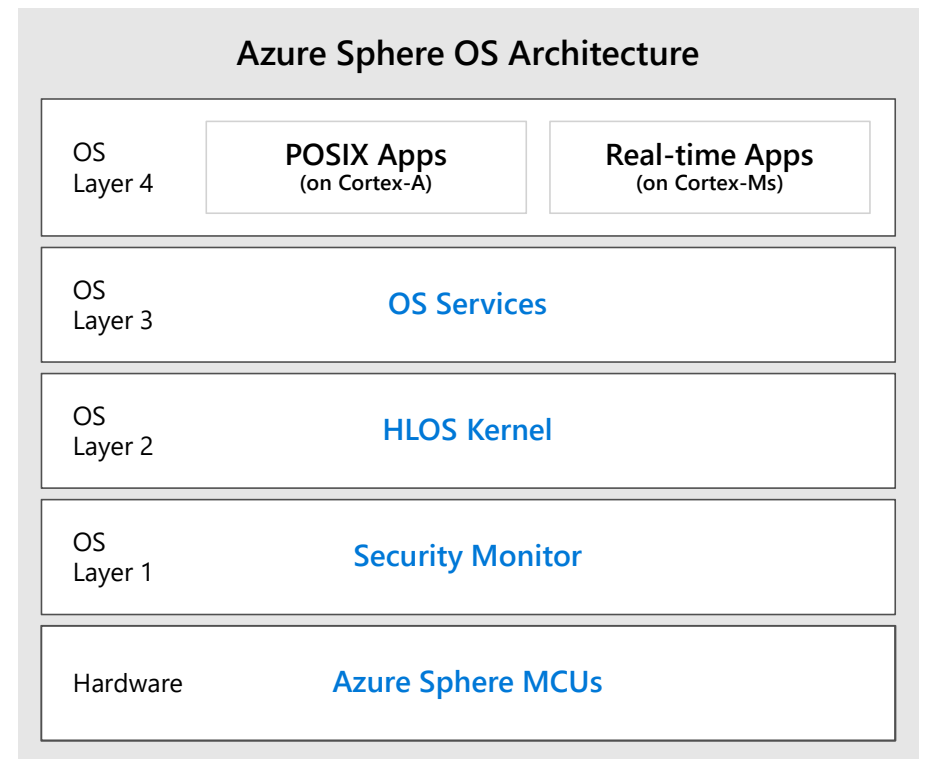 Azure Sphere OS Architecture
OS
Layer 4
POSIX Apps
(on Cortex-A)
Real-time Apps
(on Cortex-Ms)
OS
Layer 3
OS Services
OS
Layer 2
HLOS Kernel
OS
Layer 1
Security Monitor
Hardware
Azure Sphere MCUs